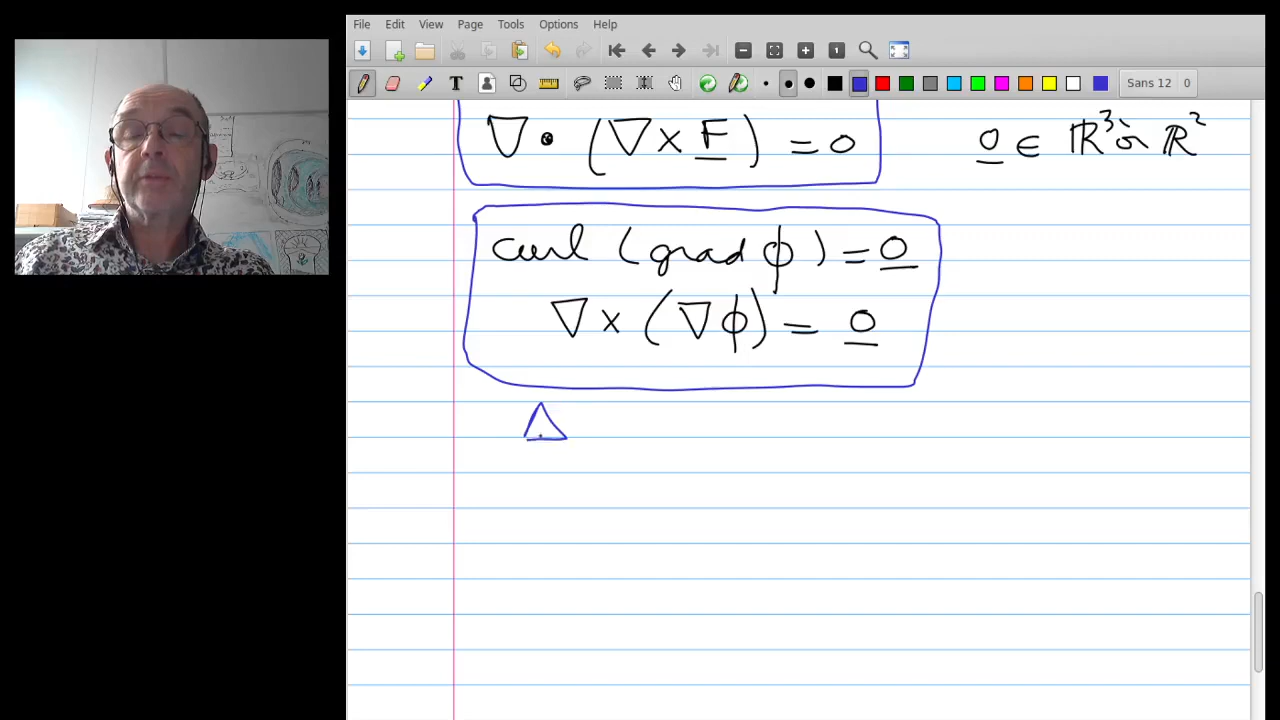 File Edit View Page Tools Options Help
Sans 12 0
∇ • (∇ × F̲) = 0 0̲ ∈ ℝ³ or ℝ²
curl (grad ϕ) = 0̲
∇ × (∇ϕ) = 0̲
Δ